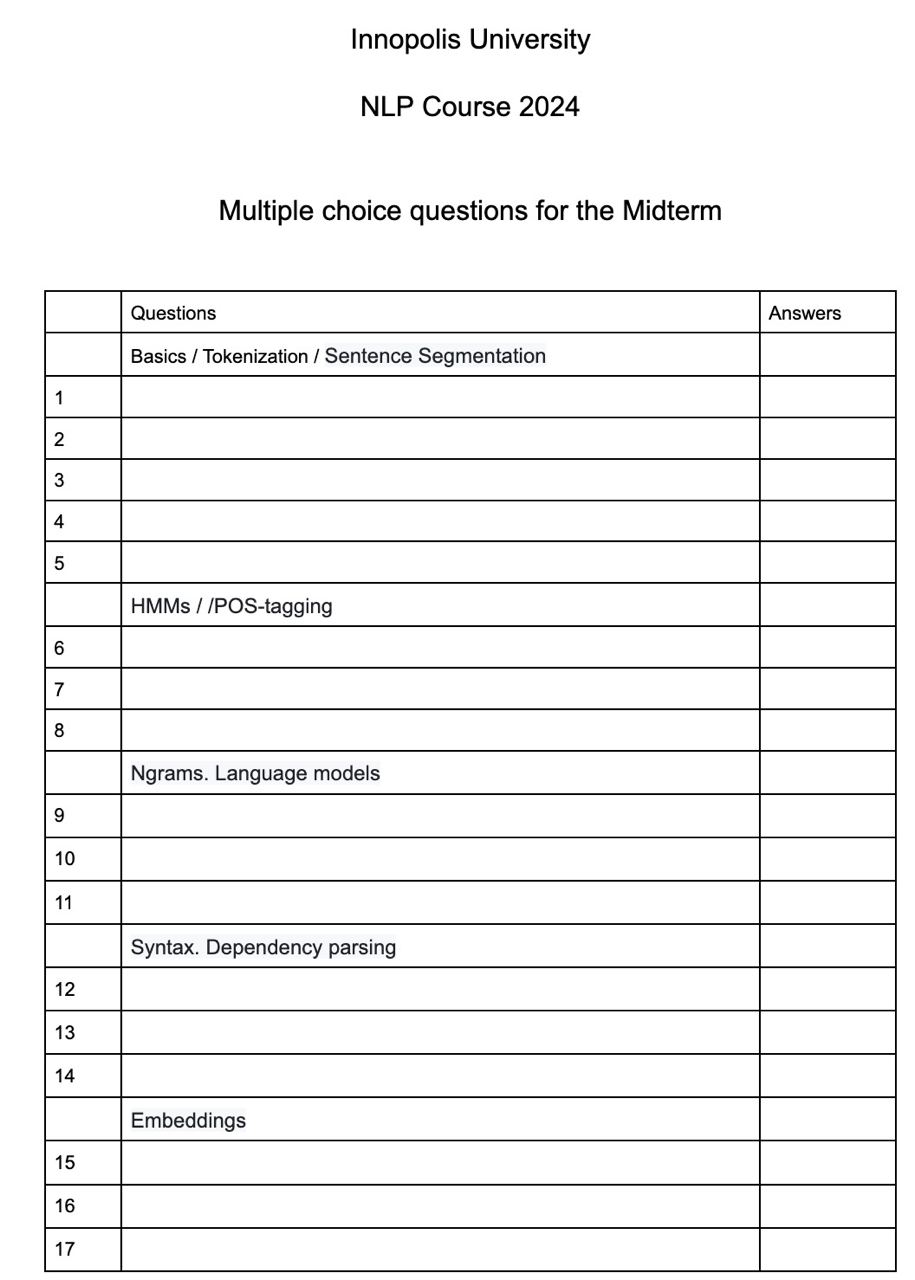 Innopolis University
NLP Course 2024
Multiple choice questions for the Midterm
Questions Answers
Basics / Tokenization / Sentence Segmentation
1
2
3
4
5
HMMs / /POS-tagging
6
7
8
Ngrams. Language models
9
10
11
Syntax. Dependency parsing
12
13
14
Embeddings
15
16
17